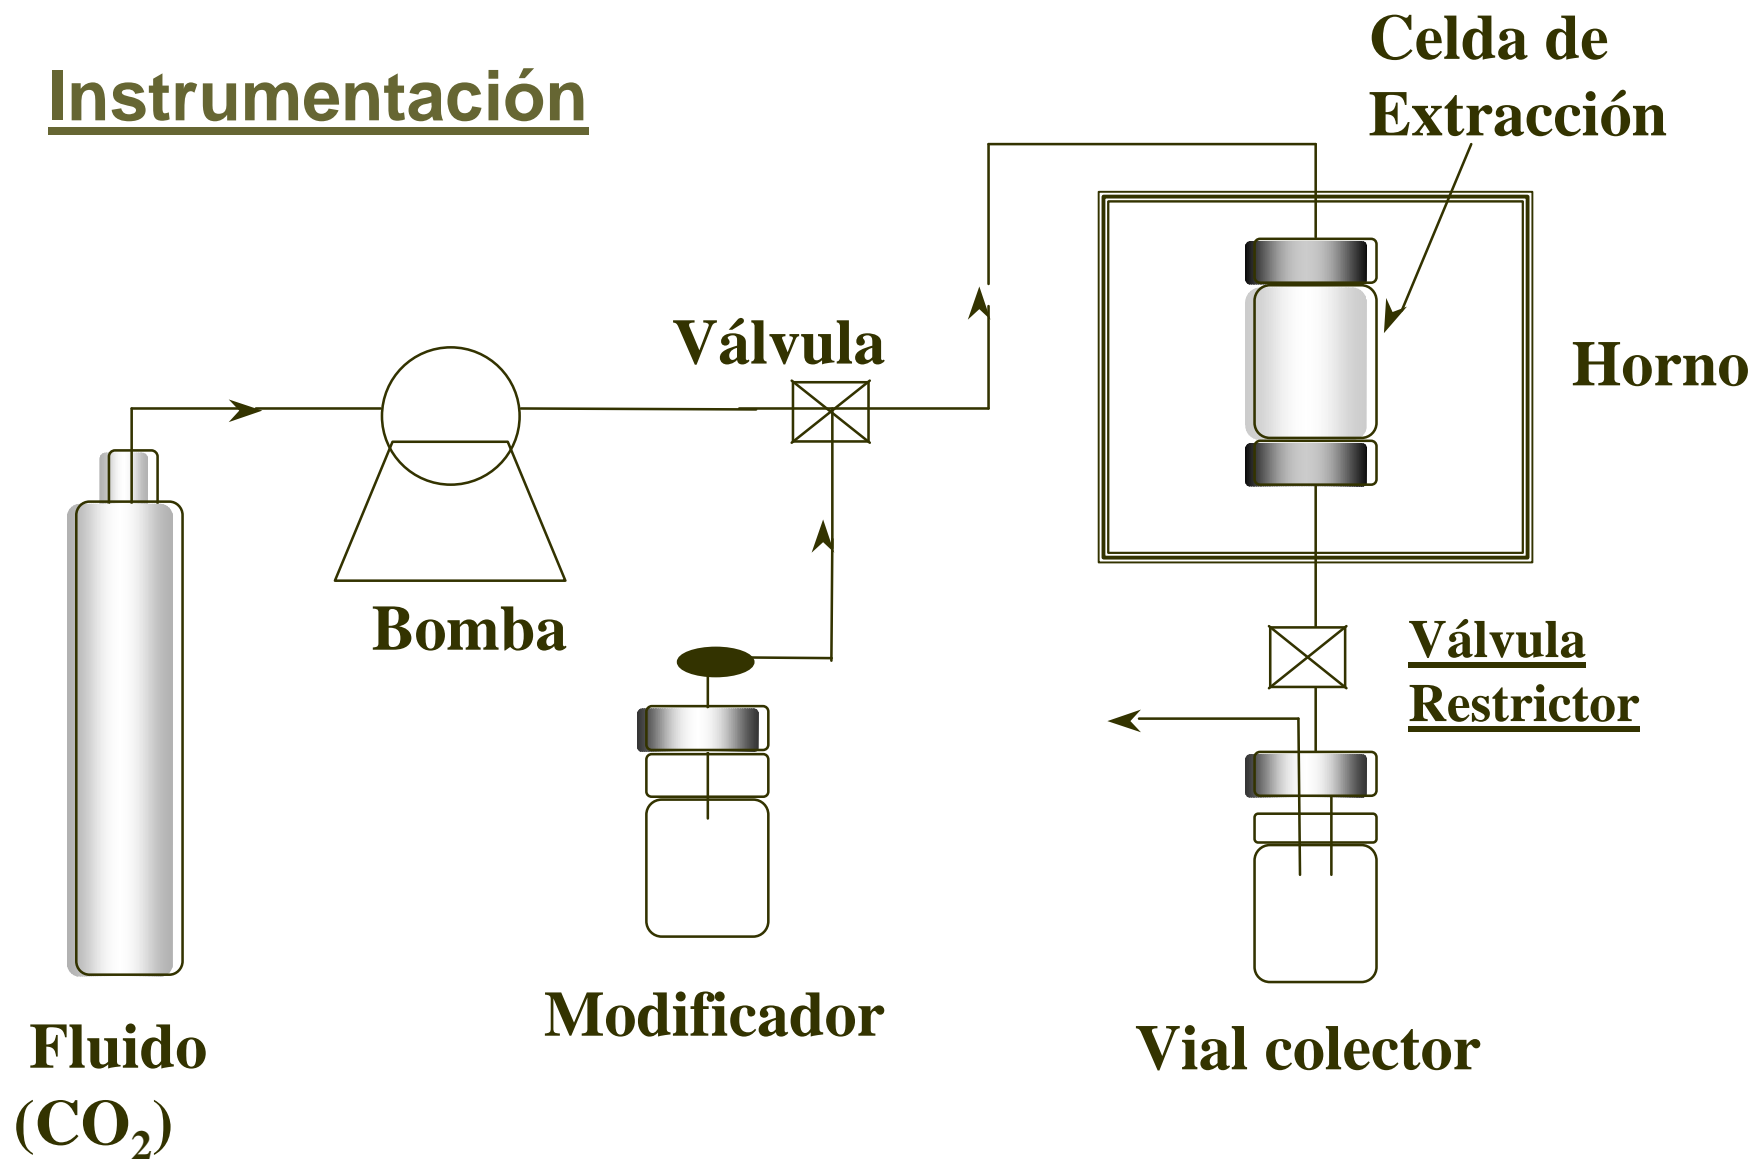 Instrumentación
Celda de
Extracción
Válvula
Horno
Bomba
Válvula
Restrictor
Modificador
Fluido
(CO₂)
Vial colector